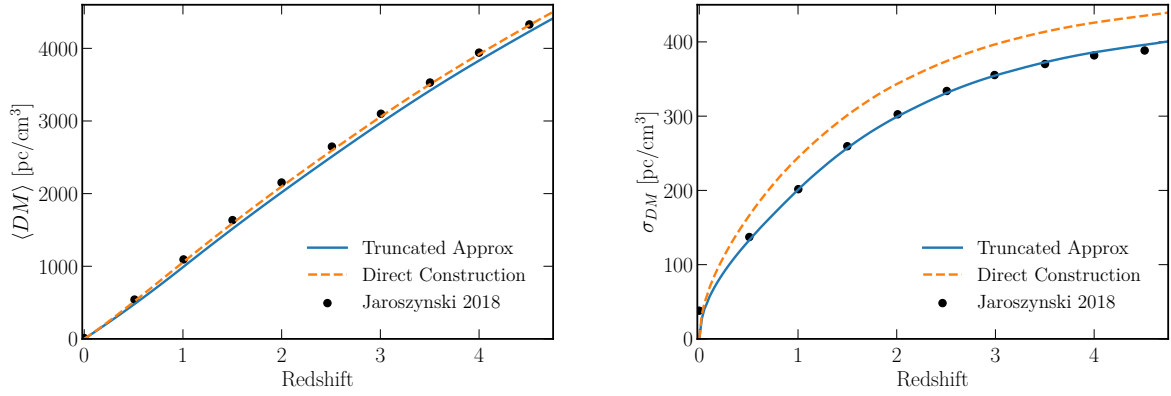 ⟨DM⟩ [pc/cm³]
4000
3000
2000
1000
0
0 1 2 3 4
Redshift
Truncated Approx
Direct Construction
Jaroszynski 2018
σ_DM [pc/cm³]
400
300
200
100
0
0 1 2 3 4
Redshift
Truncated Approx
Direct Construction
Jaroszynski 2018